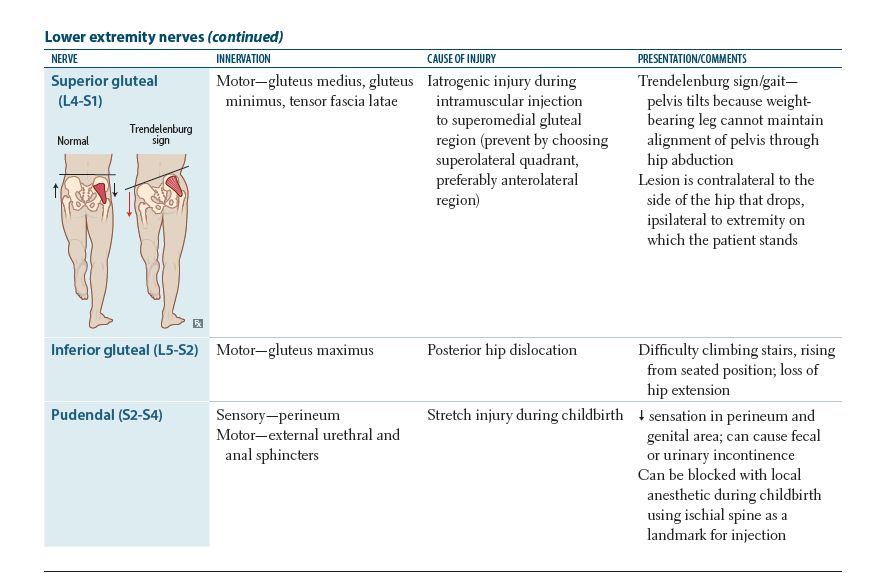 Lower extremity nerves (continued)
NERVE INNERVATION CAUSE OF INJURY PRESENTATION/COMMENTS
Superior gluteal
(L4-S1)
Normal
Trendelenburg
sign
Motor—gluteus medius, gluteus
minimus, tensor fascia latae
Iatrogenic injury during
intramuscular injection
to superomedial gluteal
region (prevent by choosing
superolateral quadrant,
preferably anterolateral
region)
Trendelenburg sign/gait—
pelvis tilts because weight-
bearing leg cannot maintain
alignment of pelvis through
hip abduction
Lesion is contralateral to the
side of the hip that drops,
ipsilateral to extremity on
which the patient stands
Inferior gluteal (L5-S2)
Motor—gluteus maximus
Posterior hip dislocation
Difficulty climbing stairs, rising
from seated position; loss of
hip extension
Pudendal (S2-S4)
Sensory—perineum
Motor—external urethral and
anal sphincters
Stretch injury during childbirth
↓ sensation in perineum and
genital area; can cause fecal
or urinary incontinence
Can be blocked with local
anesthetic during childbirth
using ischial spine as a
landmark for injection